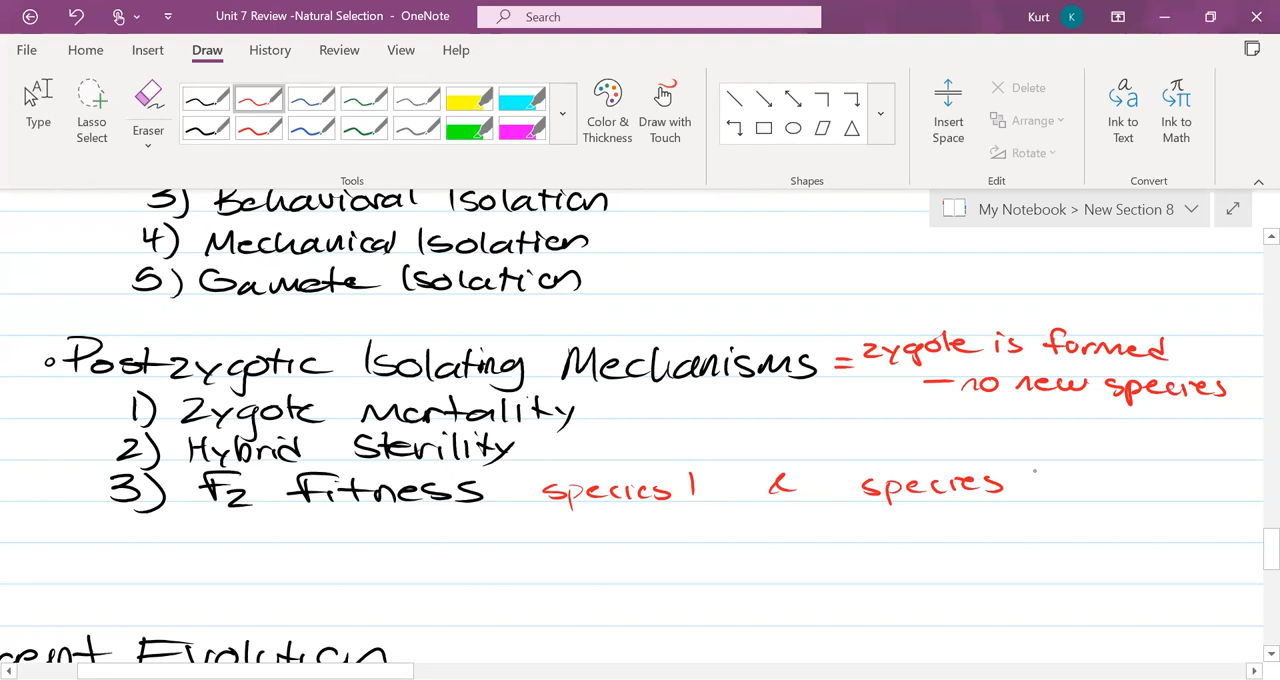 Unit 7 Review -Natural Selection - OneNote
Search
Kurt
K
File
Home
Insert
Draw
History
Review
View
Help
Type
Lasso Select
Eraser
Color & Thickness
Draw with Touch
Insert Space
Delete
Arrange
Rotate
Ink to Text
Ink to Math
Tools
Shapes
Edit
Convert
My Notebook > New Section 8
3) Behavioral Isolation
4) Mechanical Isolation
5) Gamete Isolation
• Postzygotic Isolating Mechanisms = zygote is formed
– no new species
1) Zygote mortality
2) Hybrid Sterility
3) F2 fitness species 1 & species
Evolution